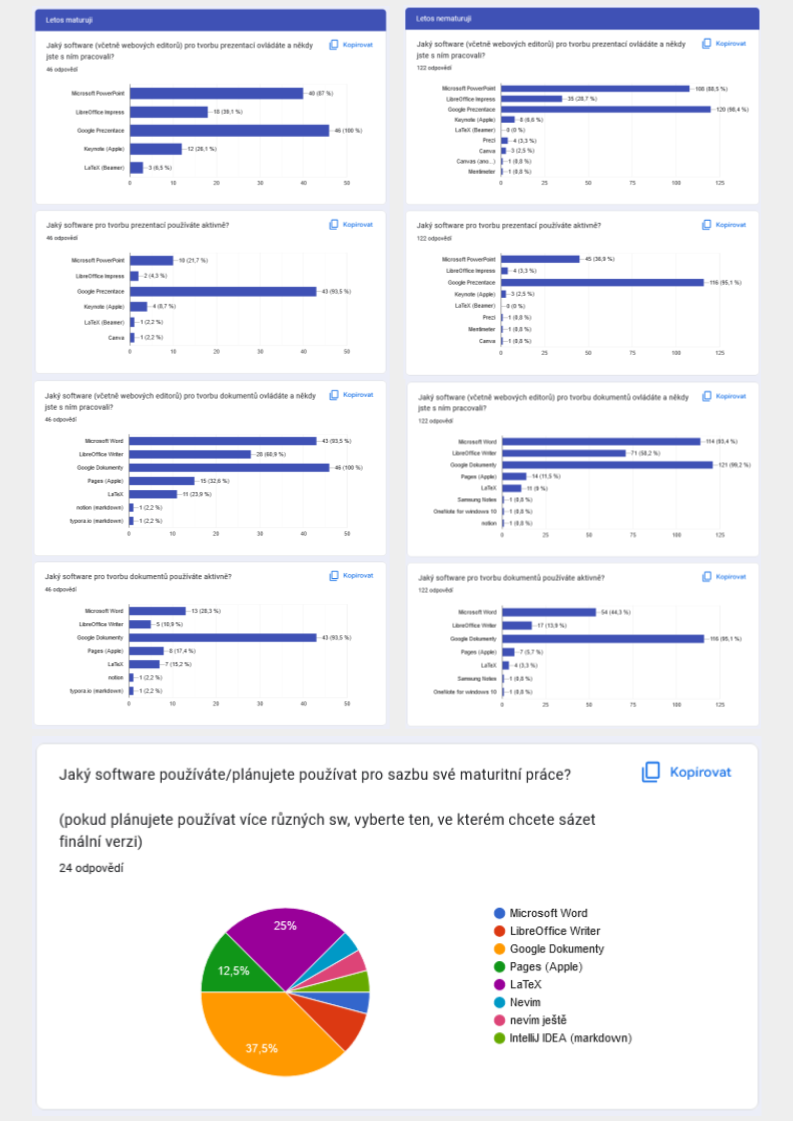 Letos maturuji
Jaký software (včetně webových editorů) pro tvorbu prezentací ovládáte a někdy
jste s ním pracovali?
Kopírovat
46 odpovědí
Microsoft PowerPoint 40 (87 %)
LibreOffice Impress 18 (39,1 %)
Google Prezentace 46 (100 %)
Keynote (Apple) 12 (26,1 %)
LaTeX (Beamer) 3 (6,5 %)
0 10 20 30 40 50
Jaký software pro tvorbu prezentací používáte aktivně?
Kopírovat
46 odpovědí
Microsoft PowerPoint 10 (21,7 %)
LibreOffice Impress 2 (4,3 %)
Google Prezentace 43 (93,5 %)
Keynote (Apple) 4 (8,7 %)
LaTeX (Beamer) 1 (2,2 %)
Canva 1 (2,2 %)
0 10 20 30 40 50
Jaký software (včetně webových editorů) pro tvorbu dokumentů ovládáte a někdy
jste s ním pracovali?
Kopírovat
46 odpovědí
Microsoft Word 43 (93,5 %)
LibreOffice Writer 28 (60,9 %)
Google Dokumenty 46 (100 %)
Pages (Apple) 15 (32,6 %)
LaTeX 11 (23,9 %)
notion (markdown) 1 (2,2 %)
typora.io (markdown) 1 (2,2 %)
0 10 20 30 40 50
Jaký software pro tvorbu dokumentů používáte aktivně?
Kopírovat
46 odpovědí
Microsoft Word 13 (28,3 %)
LibreOffice Writer 5 (10,9 %)
Google Dokumenty 43 (93,5 %)
Pages (Apple) 8 (17,4 %)
LaTeX 7 (15,2 %)
notion 1 (2,2 %)
typora.io (markdown) 1 (2,2 %)
0 10 20 30 40 50
Letos nematuruji
Jaký software (včetně webových editorů) pro tvorbu prezentací ovládáte a někdy
jste s ním pracovali?
Kopírovat
122 odpovědí
Microsoft PowerPoint 108 (88,5 %)
LibreOffice Impress 35 (28,7 %)
Google Prezentace 120 (98,4 %)
Keynote (Apple) 8 (6,6 %)
LaTeX (Beamer) 0 (0 %)
Prezi 4 (3,3 %)
Canva 3 (2,5 %)
Canvas (ano...) 1 (0,8 %)
Mentimeter 1 (0,8 %)
0 25 50 75 100 125
Jaký software pro tvorbu prezentací používáte aktivně?
Kopírovat
122 odpovědí
Microsoft PowerPoint 45 (36,9 %)
LibreOffice Impress 4 (3,3 %)
Google Prezentace 116 (95,1 %)
Keynote (Apple) 3 (2,5 %)
LaTeX (Beamer) 0 (0 %)
Prezi 1 (0,8 %)
Mentimeter 1 (0,8 %)
Canva 1 (0,8 %)
0 25 50 75 100 125
Jaký software (včetně webových editorů) pro tvorbu dokumentů ovládáte a někdy
jste s ním pracovali?
Kopírovat
122 odpovědí
Microsoft Word 114 (93,4 %)
LibreOffice Writer 71 (58,2 %)
Google Dokumenty 121 (99,2 %)
Pages (Apple) 14 (11,5 %)
LaTeX 11 (9 %)
Samsung Notes 1 (0,8 %)
OneNote for windows 10 1 (0,8 %)
notion 1 (0,8 %)
0 25 50 75 100 125
Jaký software pro tvorbu dokumentů používáte aktivně?
Kopírovat
122 odpovědí
Microsoft Word 54 (44,3 %)
LibreOffice Writer 17 (13,9 %)
Google Dokumenty 116 (95,1 %)
Pages (Apple) 7 (5,7 %)
LaTeX 4 (3,3 %)
Samsung Notes 1 (0,8 %)
OneNote for windows 10 1 (0,8 %)
0 25 50 75 100 125
Jaký software používáte/plánujete používat pro sazbu své maturitní práce?
Kopírovat
(pokud plánujete používat více různých sw, vyberte ten, ve kterém chcete sázet
finální verzi)
24 odpovědí
25%
12,5%
37,5%
Microsoft Word
LibreOffice Writer
Google Dokumenty
Pages (Apple)
LaTeX
Nevim
nevím ještě
IntelliJ IDEA (markdown)